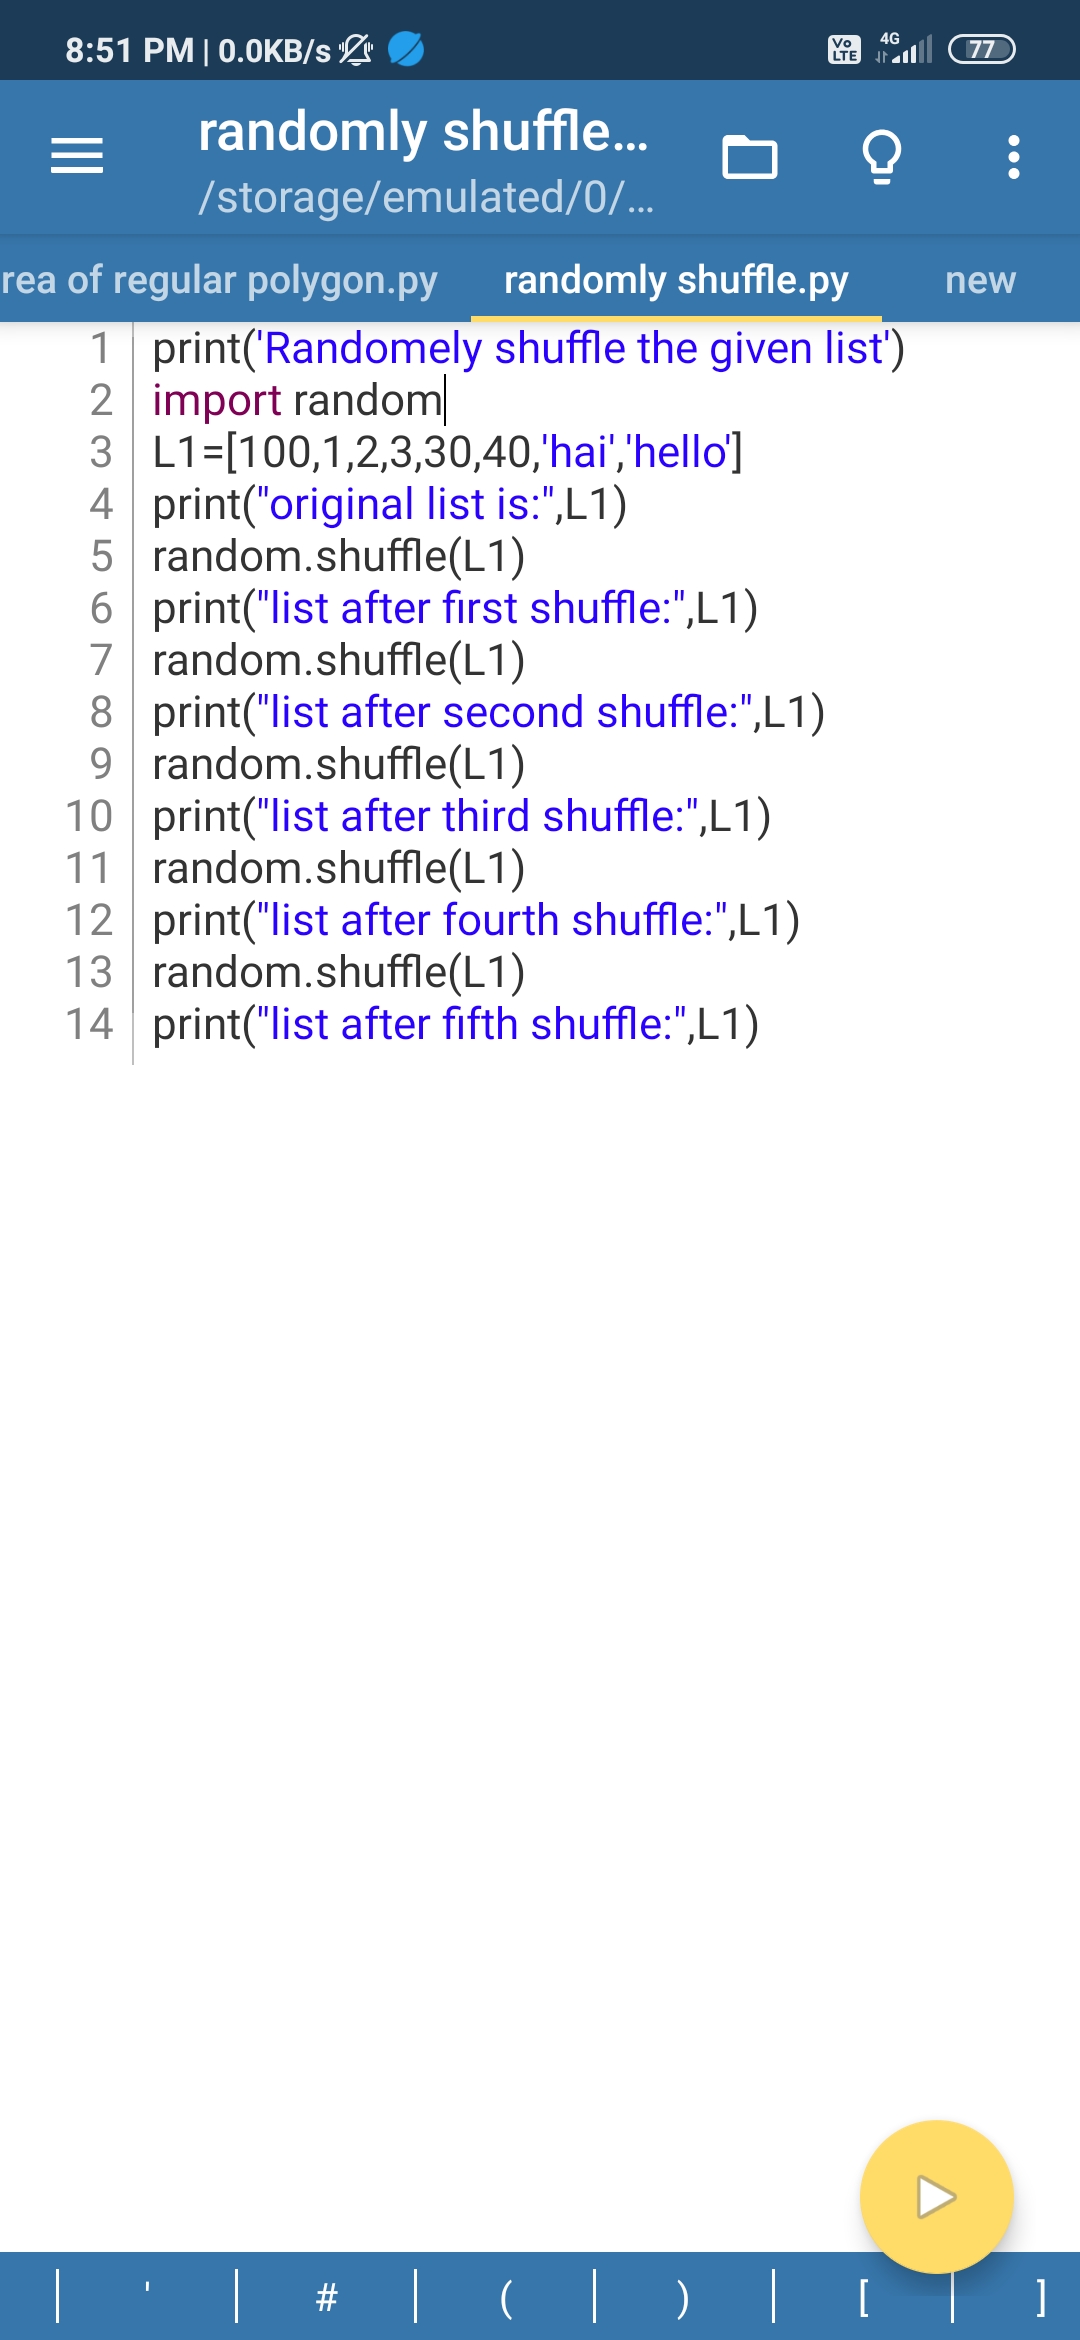 8:51 PM | 0.0KB/s
Vo LTE 4G 77
randomly shuffle...
/storage/emulated/0/...
rea of regular polygon.py randomly shuffle.py new
1 print('Randomely shuffle the given list')
2 import random
3 L1=[100,1,2,3,30,40,'hai','hello']
4 print("original list is:",L1)
5 random.shuffle(L1)
6 print("list after first shuffle:",L1)
7 random.shuffle(L1)
8 print("list after second shuffle:",L1)
9 random.shuffle(L1)
10 print("list after third shuffle:",L1)
11 random.shuffle(L1)
12 print("list after fourth shuffle:",L1)
13 random.shuffle(L1)
14 print("list after fifth shuffle:",L1)
' # ( ) [ ]